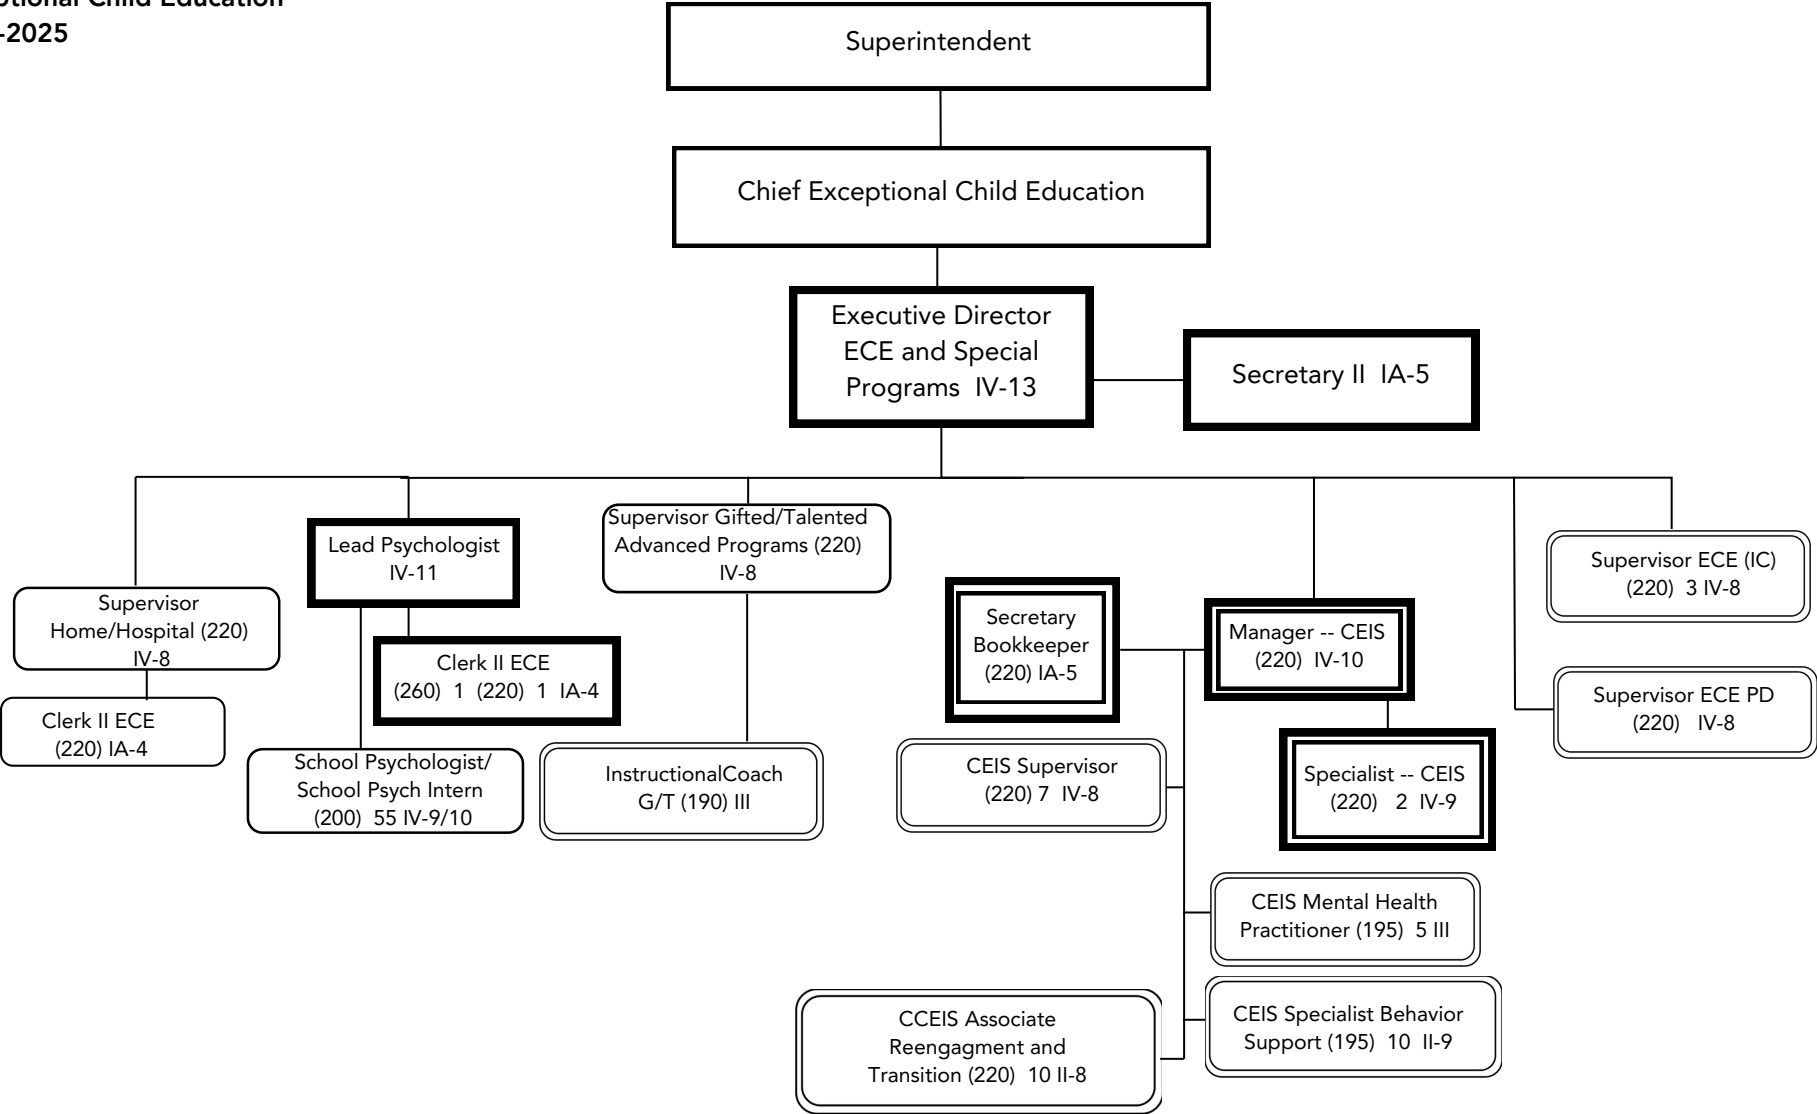 -2025
Superintendent
Chief Exceptional Child Education
Executive Director
ECE and Special
Programs IV-13
Secretary II IA-5
Supervisor
Home/Hospital (220)
IV-8
Clerk II ECE
(220) IA-4
Lead Psychologist
IV-11
Clerk II ECE
(260) 1 (220) 1 IA-4
School Psychologist/
School Psych Intern
(200) 55 IV-9/10
Supervisor Gifted/Talented
Advanced Programs (220)
IV-8
InstructionalCoach
G/T (190) III
Secretary
Bookkeeper
(220) IA-5
Manager -- CEIS
(220) IV-10
CEIS Supervisor
(220) 7 IV-8
Specialist -- CEIS
(220) 2 IV-9
CEIS Mental Health
Practitioner (195) 5 III
CEIS Specialist Behavior
Support (195) 10 II-9
CCEIS Associate
Reengagment and
Transition (220) 10 II-8
Supervisor ECE (IC)
(220) 3 IV-8
Supervisor ECE PD
(220) IV-8